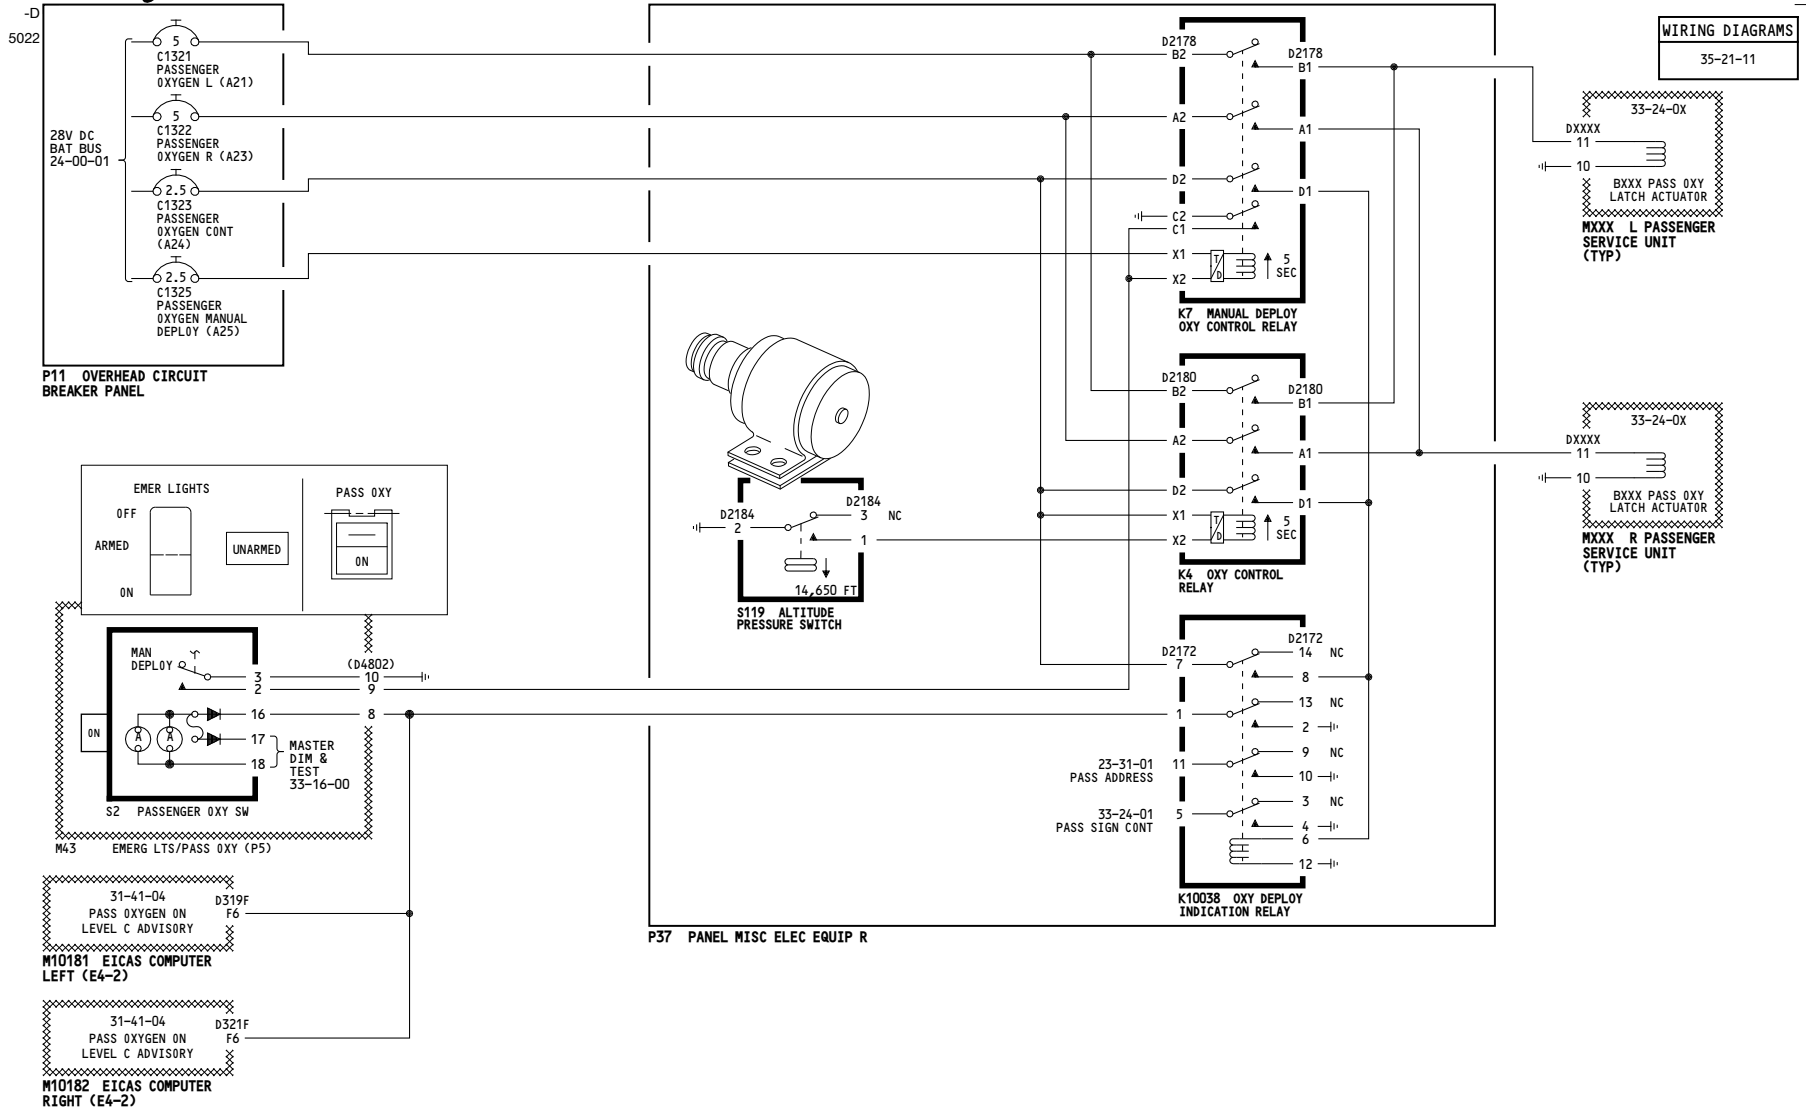 -D
5022
WIRING DIAGRAMS
35-21-11
28V DC
BAT BUS
24-00-01
5
C1321
PASSENGER
OXYGEN L (A21)
5
C1322
PASSENGER
OXYGEN R (A23)
2.5
C1323
PASSENGER
OXYGEN CONT
(A24)
2.5
C1325
PASSENGER
OXYGEN MANUAL
DEPLOY (A25)
P11 OVERHEAD CIRCUIT
BREAKER PANEL
D2178
B2
D2178
B1
A2
A1
D2
D1
C2
C1
X1
X2
T/D
5
SEC
K7 MANUAL DEPLOY
OXY CONTROL RELAY
33-24-0X
DXXXX
11
10
BXXX PASS OXY
LATCH ACTUATOR
MXXX L PASSENGER
SERVICE UNIT
(TYP)
D2180
B2
D2180
B1
A2
A1
D2
D1
X1
X2
T/D
5
SEC
K4 OXY CONTROL
RELAY
33-24-0X
DXXXX
11
10
BXXX PASS OXY
LATCH ACTUATOR
MXXX R PASSENGER
SERVICE UNIT
(TYP)
D2184
2
D2184
3 NC
1
14,650 FT
S119 ALTITUDE
PRESSURE SWITCH
EMER LIGHTS
OFF
ARMED
ON
UNARMED
PASS OXY
ON
MAN
DEPLOY
3
2
(D4802)
10
9
16
8
17
18
ON
A
A
MASTER
DIM &
TEST
33-16-00
S2 PASSENGER OXY SW
M43 EMERG LTS/PASS OXY (P5)
D2172
7
D2172
14 NC
8
13 NC
1
2
9 NC
23-31-01
PASS ADDRESS
11
10
3 NC
33-24-01
PASS SIGN CONT
5
4
6
12
K10038 OXY DEPLOY
INDICATION RELAY
P37 PANEL MISC ELEC EQUIP R
31-41-04
PASS OXYGEN ON
LEVEL C ADVISORY
D319F
F6
M10181 EICAS COMPUTER
LEFT (E4-2)
31-41-04
PASS OXYGEN ON
LEVEL C ADVISORY
D321F
F6
M10182 EICAS COMPUTER
RIGHT (E4-2)